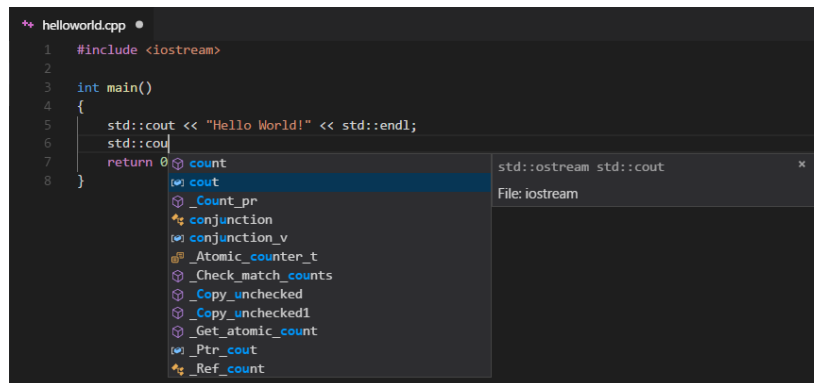 helloworld.cpp ●
1 #include <iostream>
2
3 int main()
4 {
5 std::cout << "Hello World!" << std::endl;
6 std::cou
7 return 0
8 }
count
cout
_Count_pr
conjunction
conjunction_v
_Atomic_counter_t
_Check_match_counts
_Copy_unchecked
_Copy_unchecked1
_Get_atomic_count
_Ptr_cout
_Ref_count
std::ostream std::cout ×
File: iostream